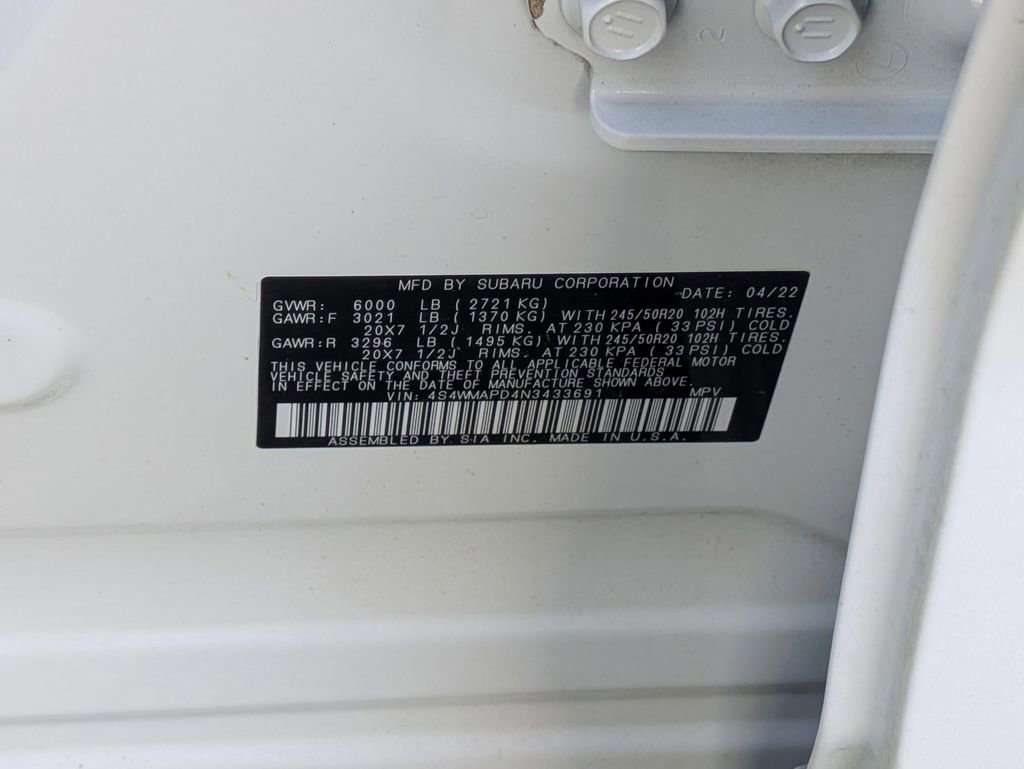 2
MFD BY SUBARU CORPORATION DATE: 04/22
GVWR: 6000 LB ( 2721 KG)
GAWR:F 3021 LB ( 1370 KG) WITH 245/50R20 102H TIRES.
20X7 1/2J RIMS. AT 230 KPA ( 33 PSI) COLD
GAWR:R 3296 LB ( 1495 KG) WITH 245/50R20 102H TIRES.
20X7 1/2J RIMS. AT 230 KPA ( 33 PSI) COLD
THIS VEHICLE CONFORMS TO ALL APPLICABLE FEDERAL MOTOR
VEHICLE SAFETY AND THEFT PREVENTION STANDARDS
IN EFFECT ON THE DATE OF MANUFACTURE SHOWN ABOVE.
VIN: 4S4WMAPD4N3433691 MPV
ASSEMBLED BY SIA INC. MADE IN U.S.A.